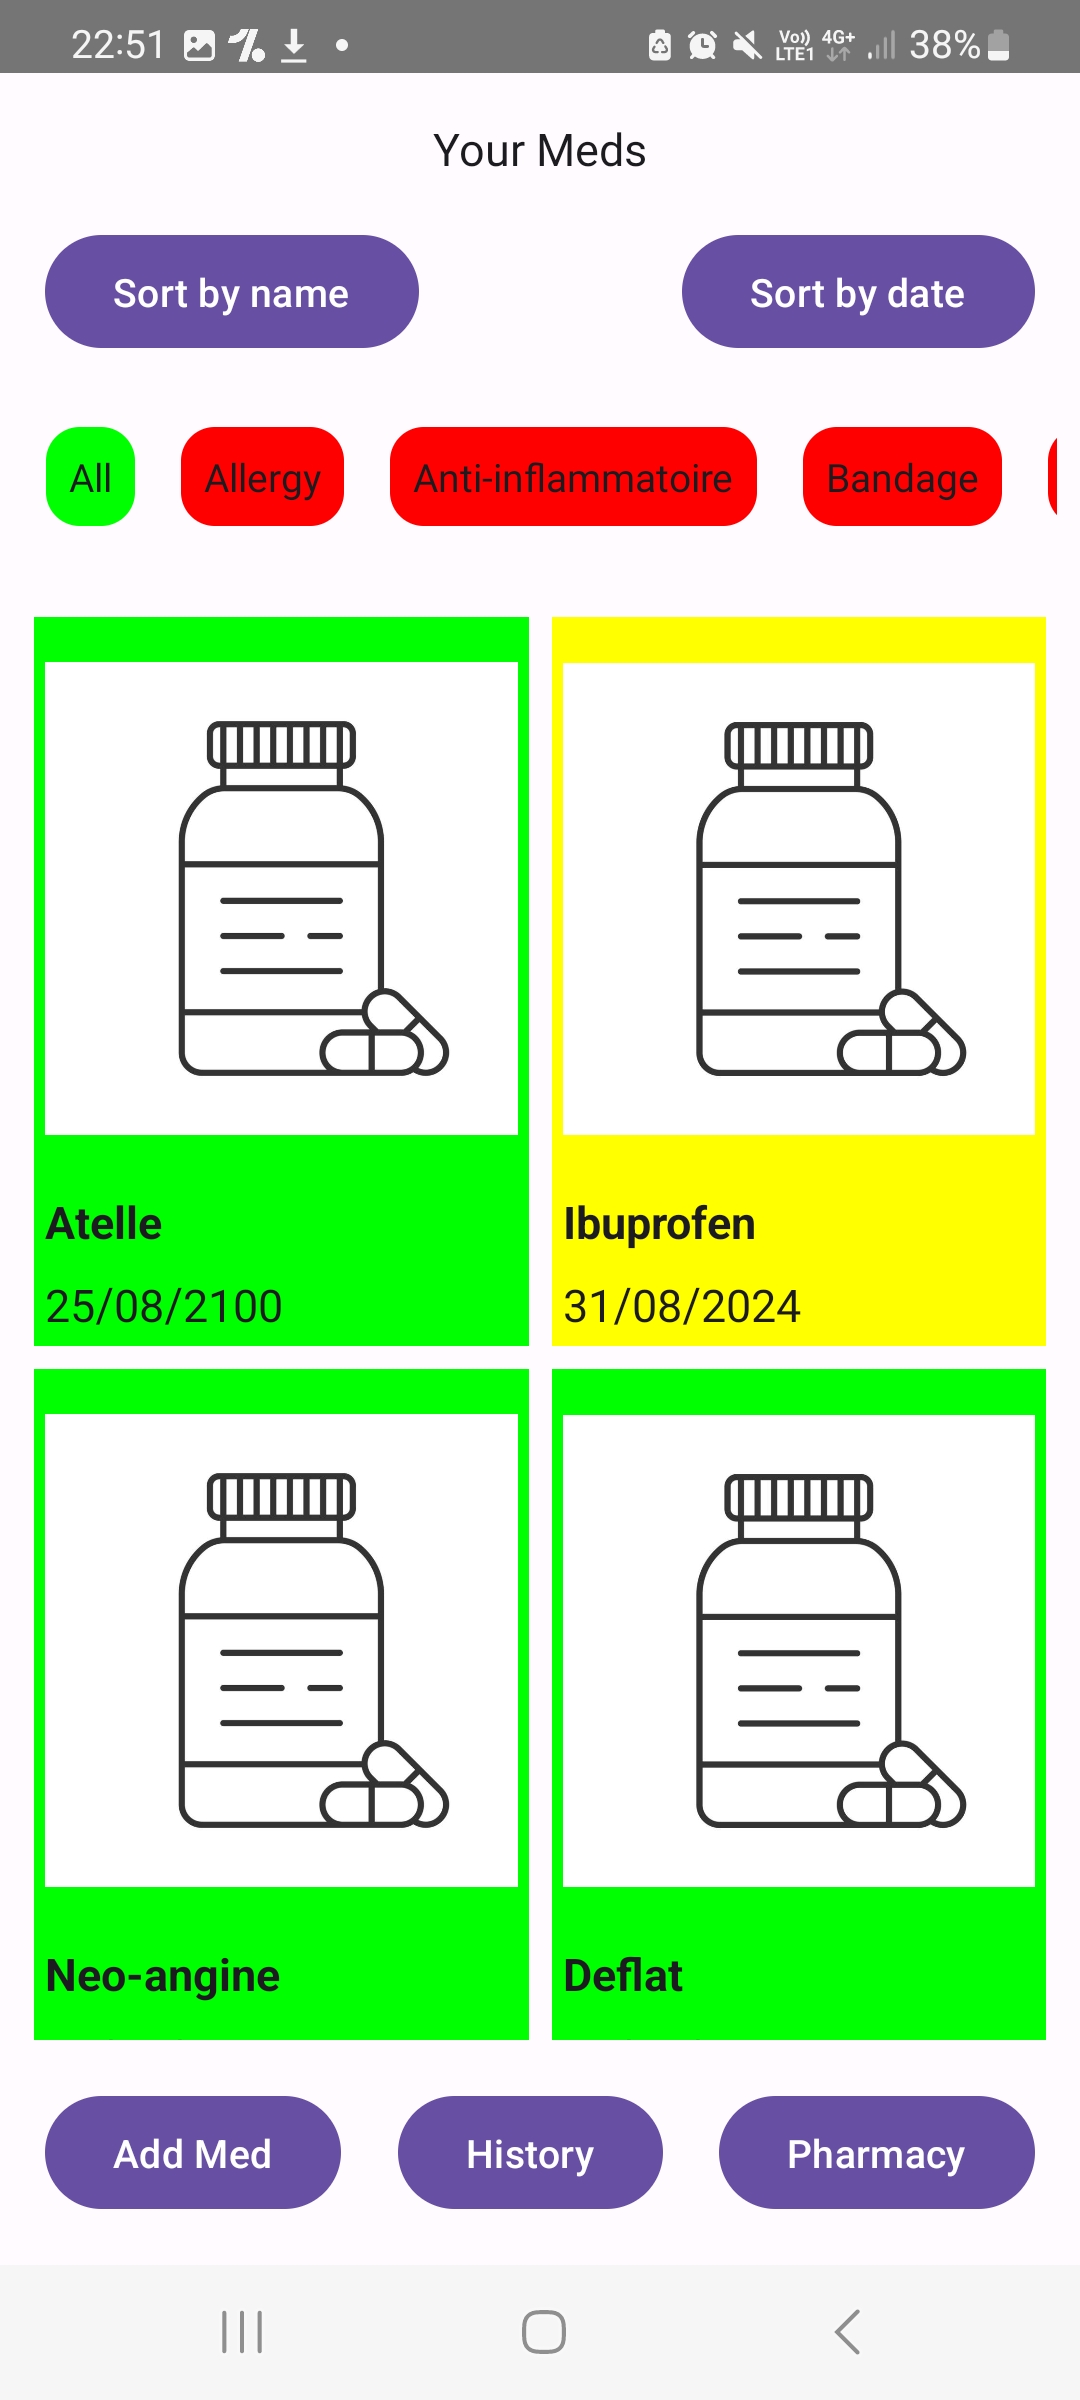 22:51 Vo)) LTE1 4G+ 38%
Your Meds
Sort by name Sort by date
All Allergy Anti-inflammatoire Bandage
Atelle Ibuprofen
25/08/2100 31/08/2024
Neo-angine Deflat
Add Med History Pharmacy